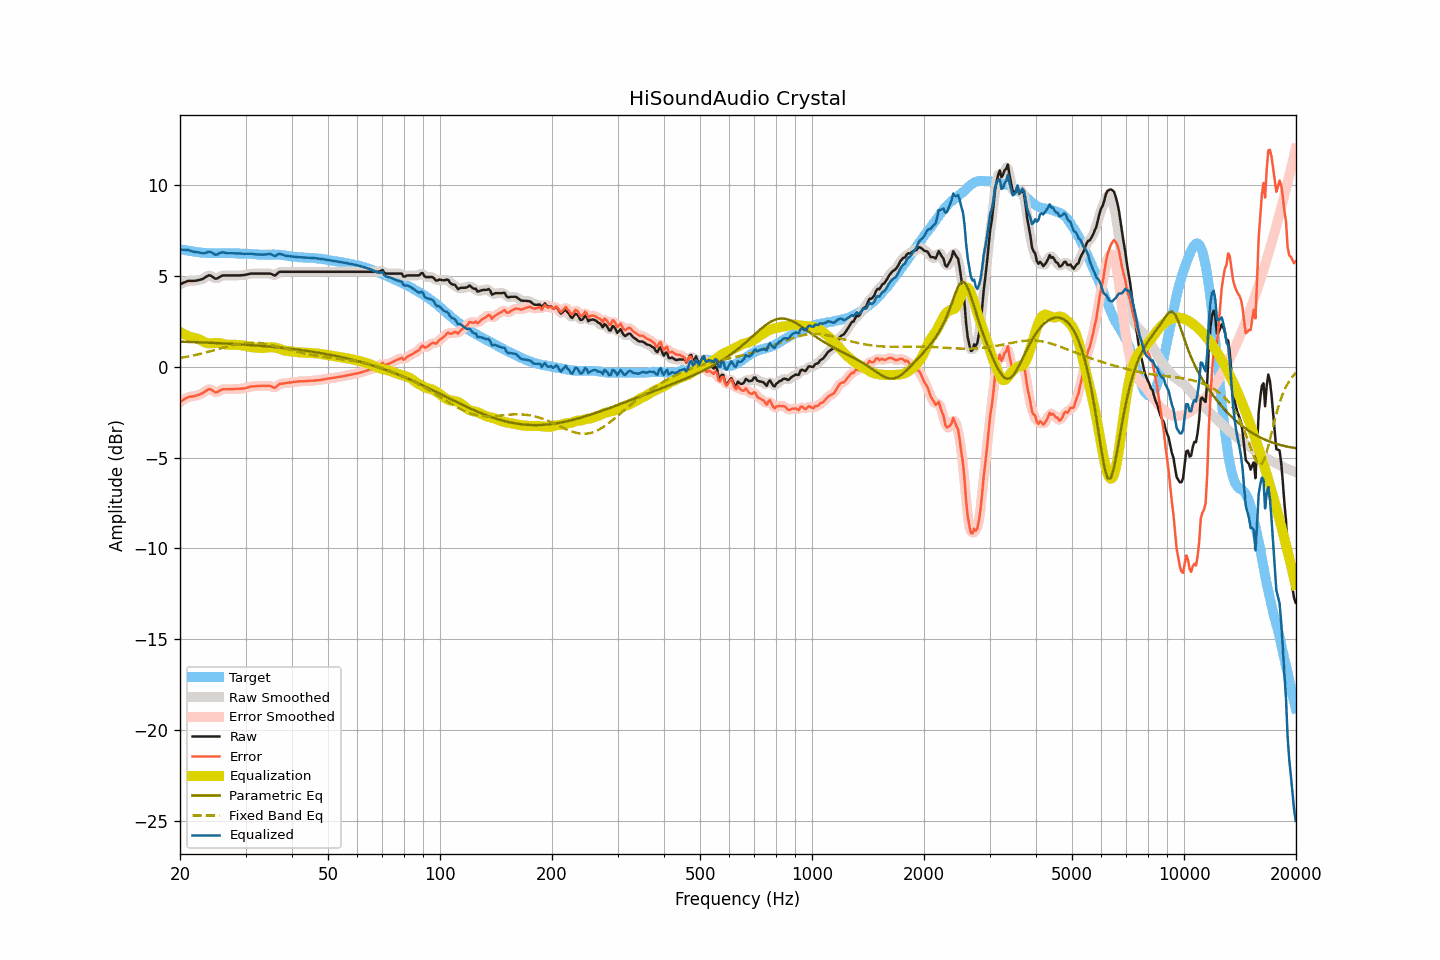 HiSoundAudio Crystal
Amplitude (dBr)
10
5
0
−5
−10
−15
−20
−25
Target
Raw Smoothed
Error Smoothed
Raw
Error
Equalization
Parametric Eq
Fixed Band Eq
Equalized
20 50 100 200 500 1000 2000 5000 10000 20000
Frequency (Hz)